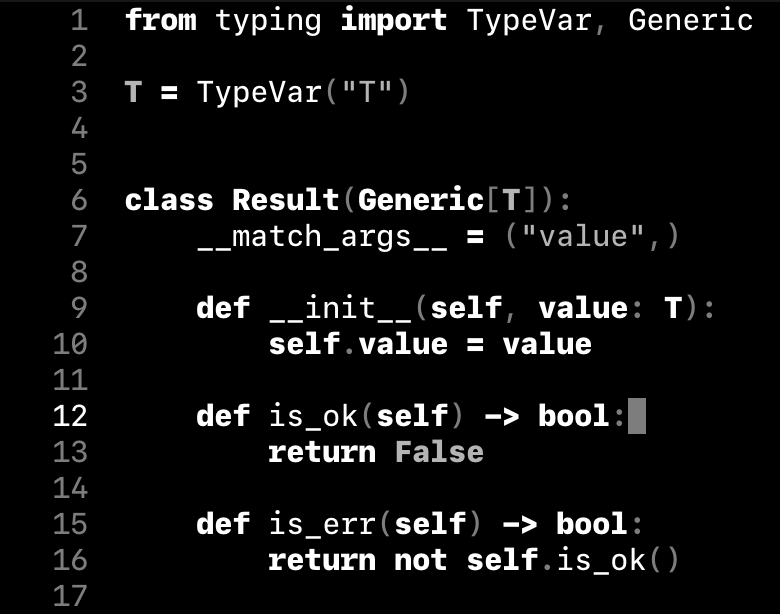 1 from typing import TypeVar, Generic
2
3 T = TypeVar("T")
4
5
6 class Result(Generic[T]):
7     __match_args__ = ("value",)
8
9     def __init__(self, value: T):
10         self.value = value
11
12     def is_ok(self) -> bool:
13         return False
14
15     def is_err(self) -> bool:
16         return not self.is_ok()
17